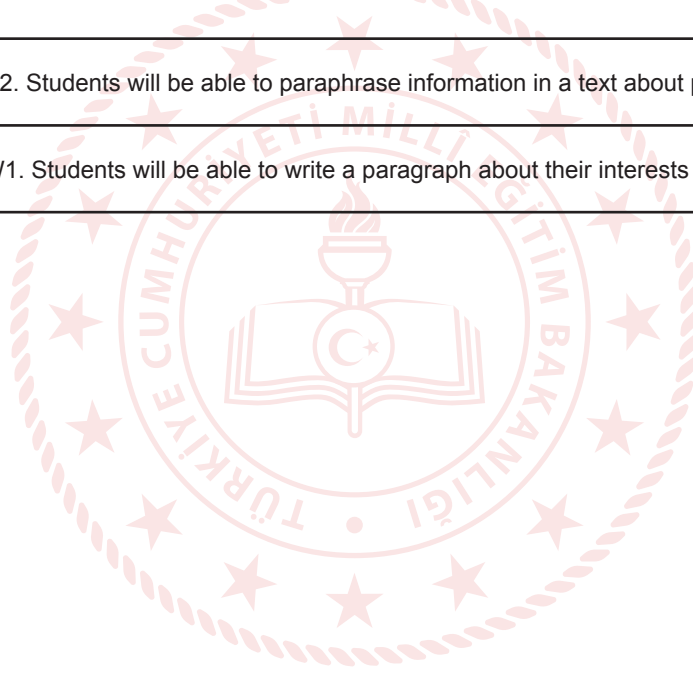 2. Students will be able to paraphrase information in a text about
1. Students will be able to write a paragraph about their interests
TÜRKİYE CUMHURİYETİ MİLLÎ EĞİTİM BAKANLIĞI